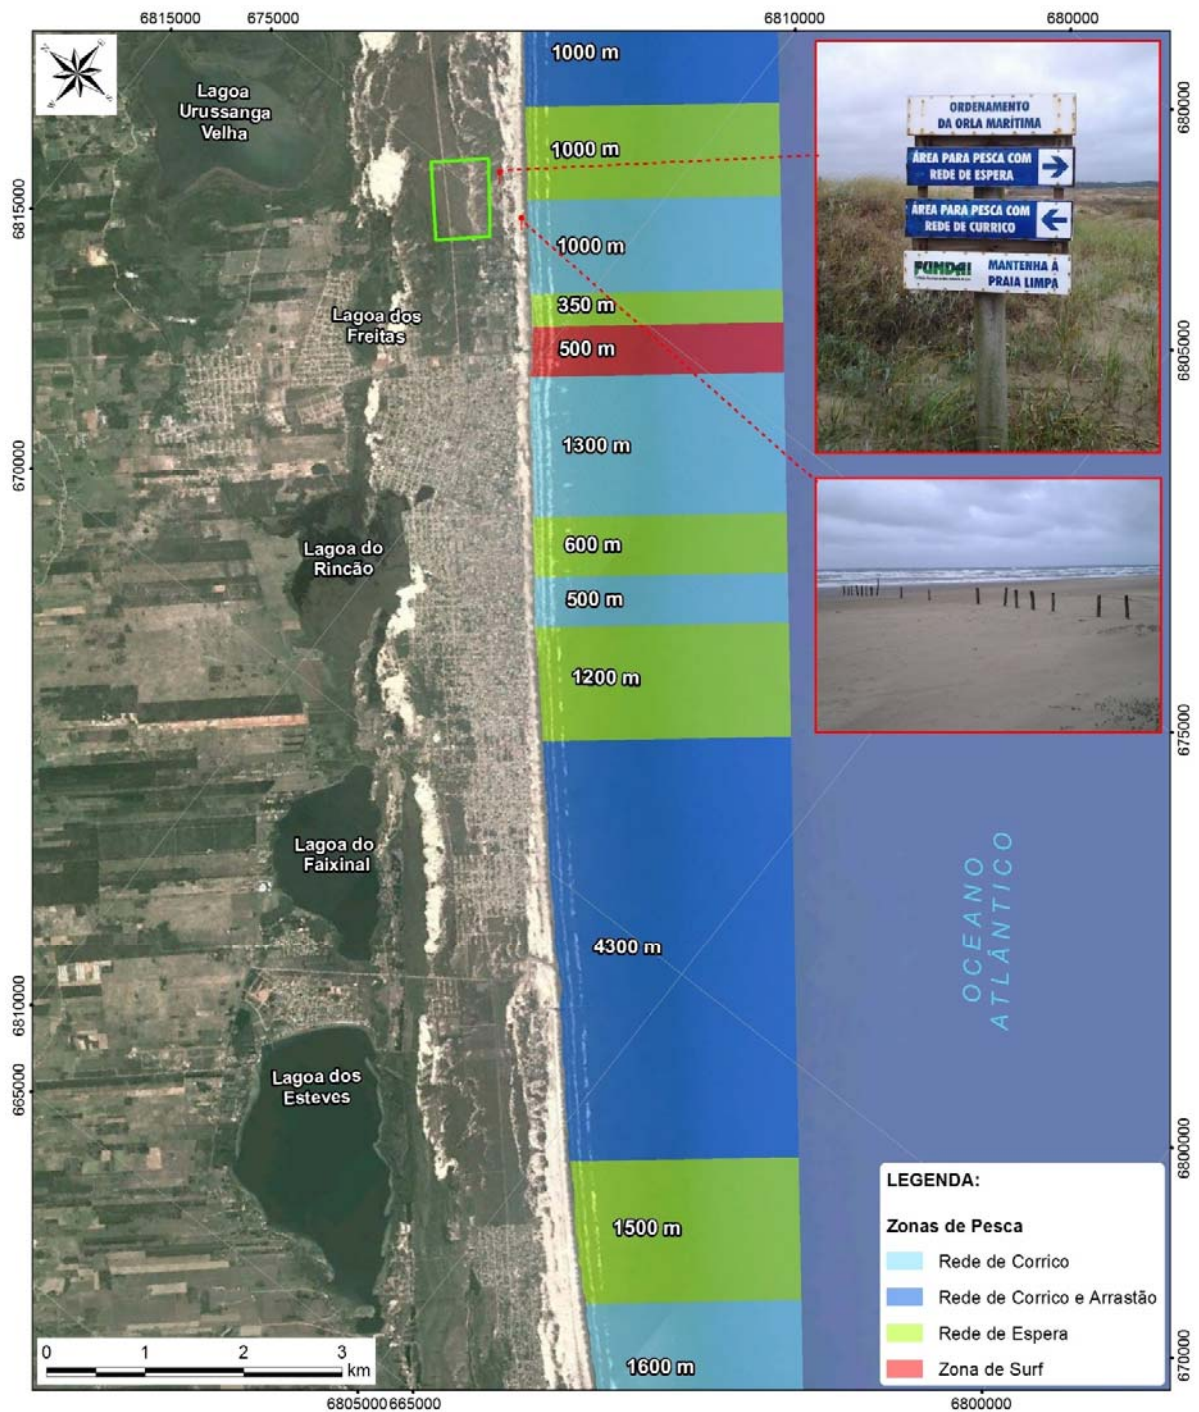 6815000
675000
6810000
680000
N
E
W
S
Lagoa
Urussanga
Velha
1000 m
1000 m
1000 m
350 m
500 m
1300 m
600 m
500 m
1200 m
4300 m
1500 m
1600 m
Lagoa dos
Freitas
Lagoa do
Rincão
Lagoa do
Faixinal
Lagoa dos
Esteves
ORDENAMENTO
DA ORLA MARÍTIMA
ÁREA PARA PESCA COM
REDE DE ESPERA
ÁREA PARA PESCA COM
REDE DE CURRICO
FUNDAI
MANTENHA A
PRAIA LIMPA
OCEANO
ATLÂNTICO
6815000
670000
6810000
665000
680000
6805000
675000
6800000
670000
LEGENDA:
Zonas de Pesca
Rede de Corrico
Rede de Corrico e Arrastão
Rede de Espera
Zona de Surf
0 1 2 3
km
6805000
665000
6800000